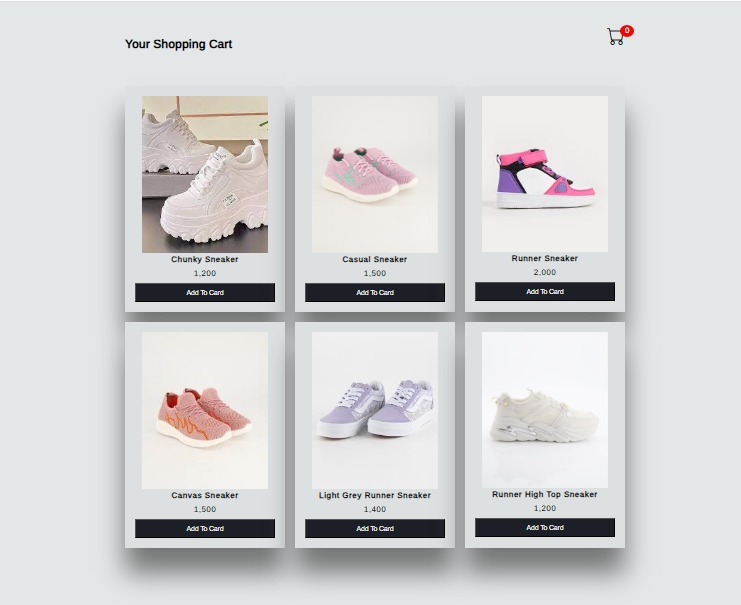 Your Shopping Cart
0
Chunky Sneaker
1,200
Add To Card
Casual Sneaker
1,500
Add To Card
Runner Sneaker
2,000
Add To Card
Canvas Sneaker
1,500
Add To Card
Light Grey Runner Sneaker
1,400
Add To Card
Runner High Top Sneaker
1,200
Add To Card